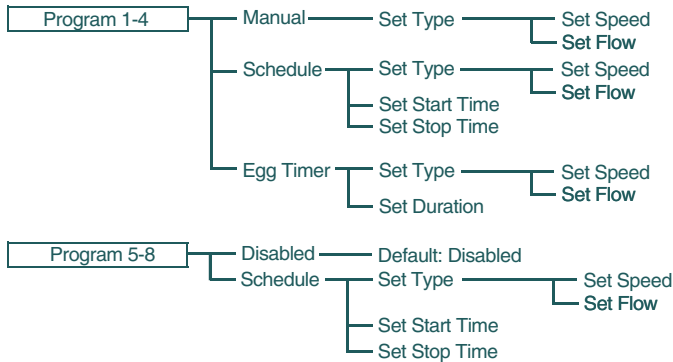 Program 1-4 Manual Set Type Set Speed
Set Flow
Schedule Set Type Set Speed
Set Flow
Set Start Time
Set Stop Time
Egg Timer Set Type Set Speed
Set Flow
Set Duration
Program 5-8 Disabled Default: Disabled
Schedule Set Type Set Speed
Set Flow
Set Start Time
Set Stop Time